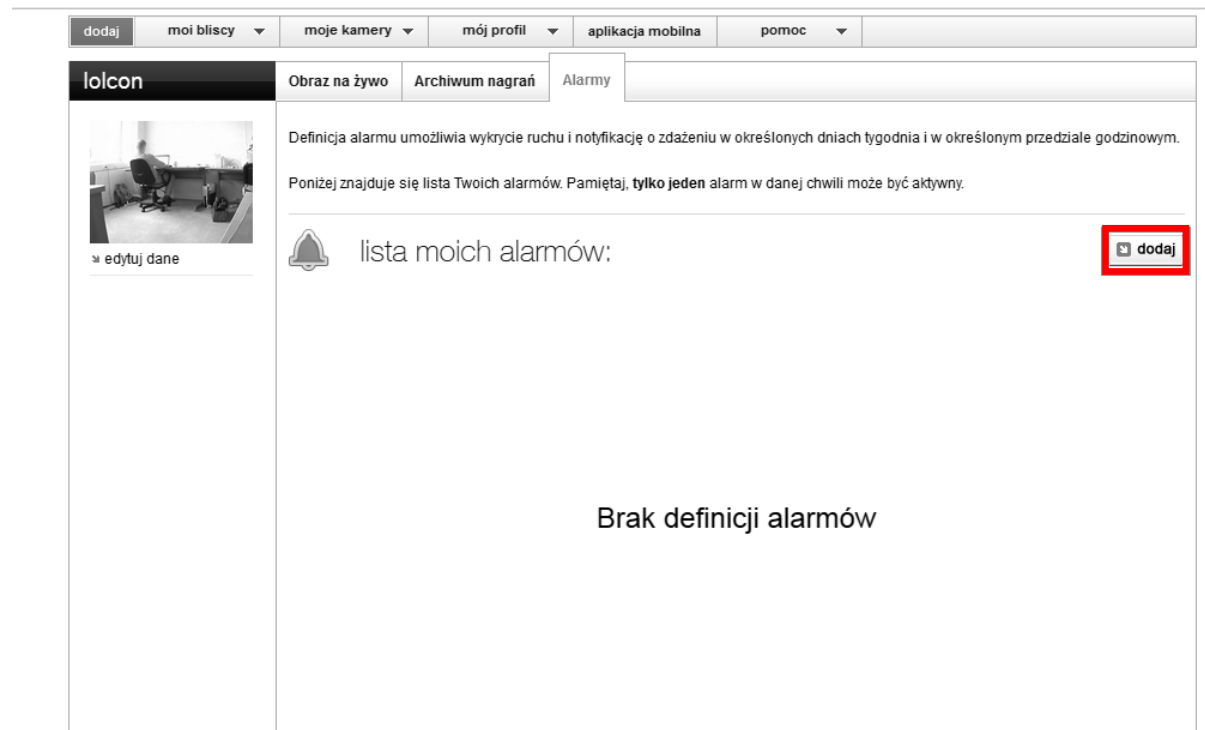 dodaj moi bliscy moje kamery mój profil aplikacja mobilna pomoc
lolcon
Obraz na żywo Archiwum nagrań Alarmy
Definicja alarmu umożliwia wykrycie ruchu i notyfikację o zdażeniu w określonych dniach tygodnia i w określonym przedziale godzinowym.
Poniżej znajduje się lista Twoich alarmów. Pamiętaj, tylko jeden alarm w danej chwili może być aktywny.
edytuj dane
lista moich alarmów:
dodaj
Brak definicji alarmów